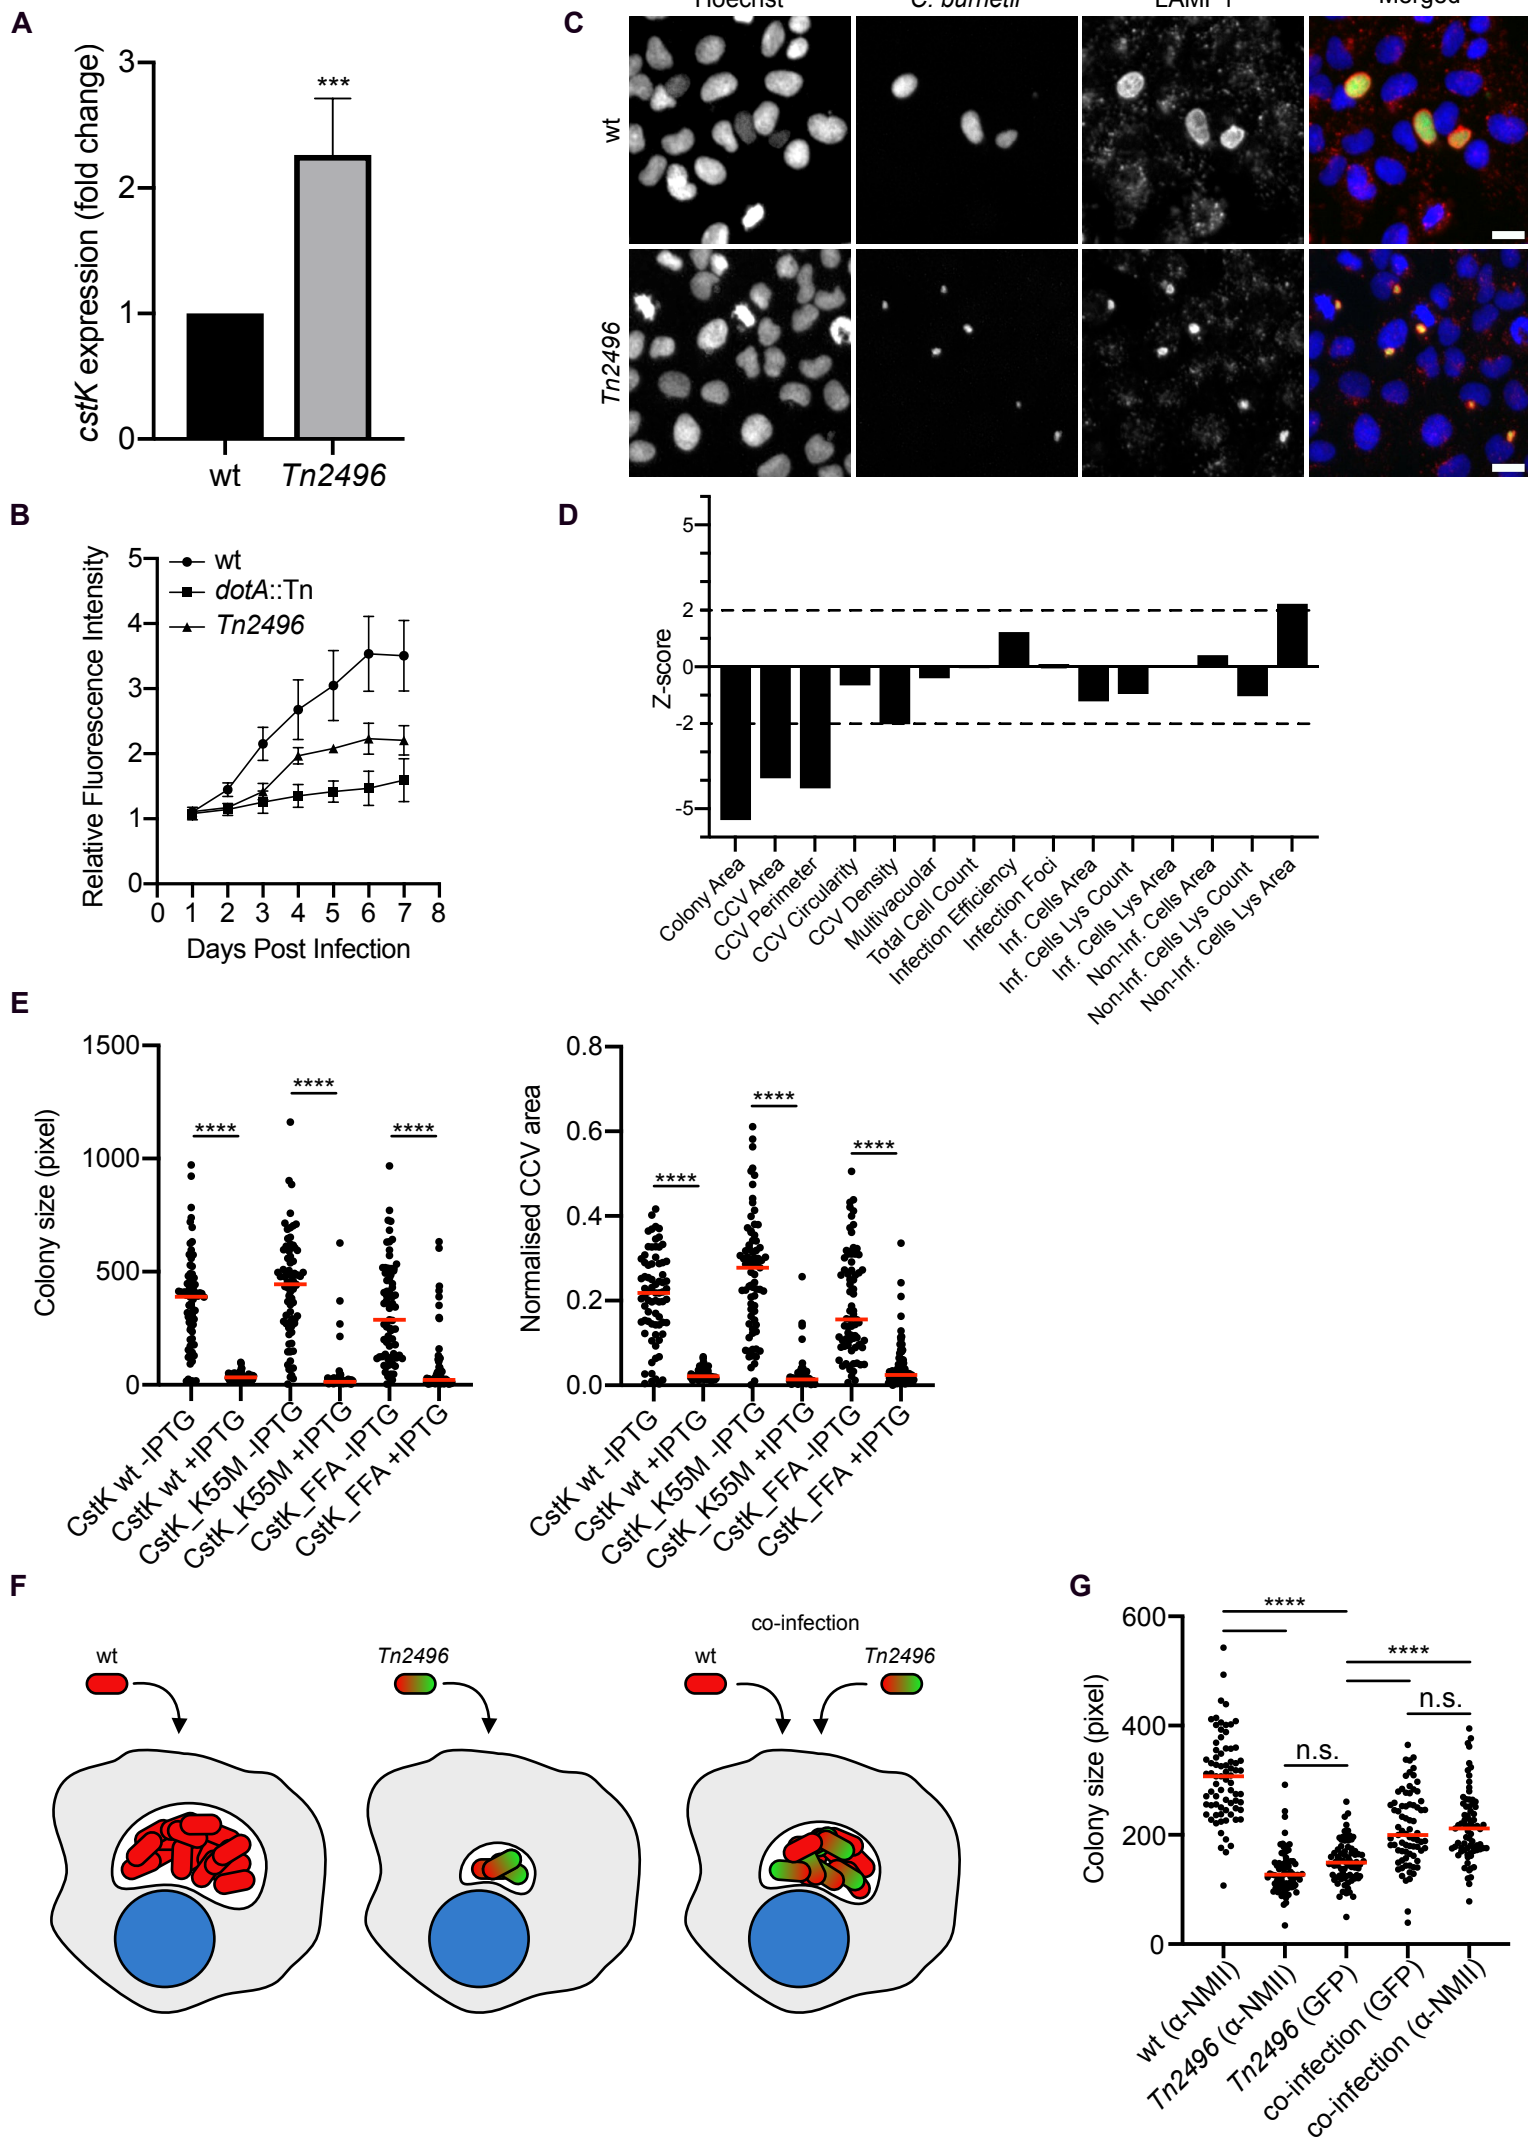 A
3
2
1
0
cstK expression (fold change)
***
wt
Tn2496
C
Hoechst
C. burnetii
LAMP1
Merged
wt
Tn2496
B
5
4
3
2
1
0
Relative Fluorescence Intensity
wt
dotA::Tn
Tn2496
0 1 2 3 4 5 6 7 8
Days Post Infection
D
5
2
0
-2
-5
Z-score
Colony Area
CCV Area
CCV Perimeter
CCV Circularity
CCV Density
Multivacuolar
Total Cell Count
Infection Efficiency
Infection Foci
Inf. Cells Area
Inf. Cells Lys Count
Inf. Cells Lys Area
Non-Inf. Cells Area
Non-Inf. Cells Lys Count
Non-Inf. Cells Lys Area
E
1500
1000
500
0
Colony size (pixel)
****
****
****
CstK wt -IPTG
CstK wt +IPTG
CstK_K55M -IPTG
CstK_K55M +IPTG
CstK_FFA -IPTG
CstK_FFA +IPTG
0.8
0.6
0.4
0.2
0.0
Normalised CCV area
****
****
****
CstK wt -IPTG
CstK wt +IPTG
CstK_K55M -IPTG
CstK_K55M +IPTG
CstK_FFA -IPTG
CstK_FFA +IPTG
F
wt
Tn2496
co-infection
wt
Tn2496
G
600
400
200
0
Colony size (pixel)
****
****
n.s.
n.s.
wt (α-NMII)
Tn2496 (α-NMII)
Tn2496 (GFP)
co-infection (GFP)
co-infection (α-NMII)